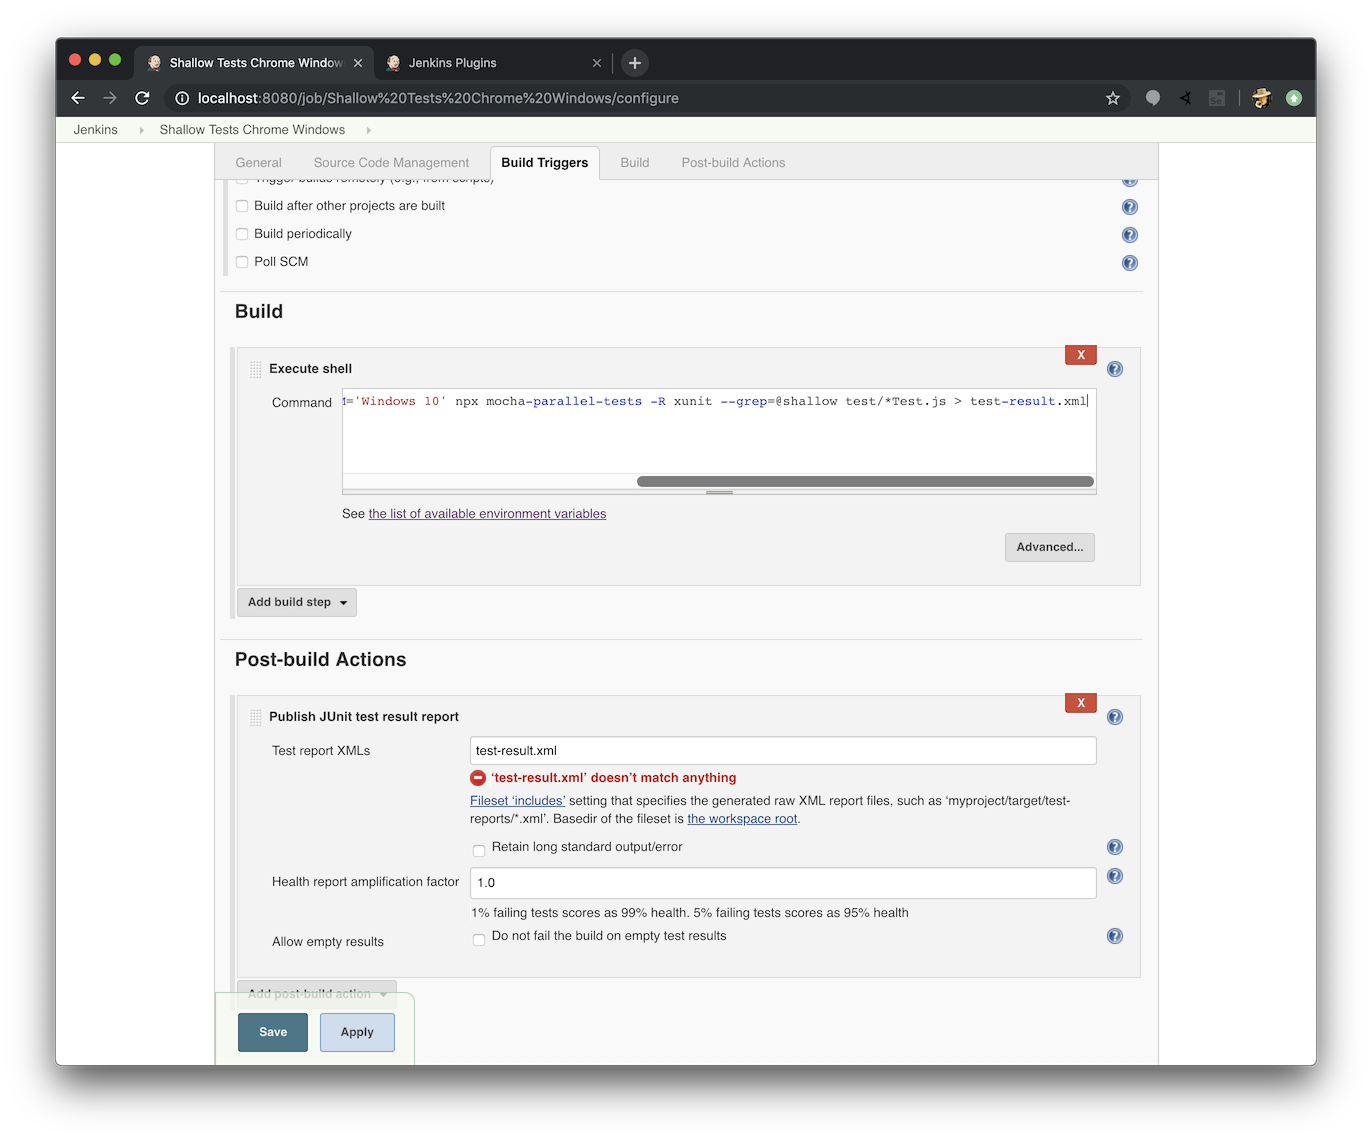 Shallow Tests Chrome Window
Jenkins Plugins
localhost:8080/job/Shallow%20Tests%20Chrome%20Windows/configure
Jenkins
Shallow Tests Chrome Windows
General
Source Code Management
Build Triggers
Build
Post-build Actions
Trigger builds remotely (e.g., from scripts)
Build after other projects are built
Build periodically
Poll SCM
Build
X
Execute shell
Command
='Windows 10' npx mocha-parallel-tests -R xunit --grep=@shallow test/*Test.js > test-result.xml
See the list of available environment variables
Advanced...
Add build step
Post-build Actions
X
Publish JUnit test result report
Test report XMLs
test-result.xml
‘test-result.xml’ doesn’t match anything
Fileset ‘includes’ setting that specifies the generated raw XML report files, such as ‘myproject/target/test-
reports/*.xml’. Basedir of the fileset is the workspace root.
Retain long standard output/error
Health report amplification factor
1.0
1% failing tests scores as 99% health. 5% failing tests scores as 95% health
Allow empty results
Do not fail the build on empty test results
Add post-build action
Save
Apply